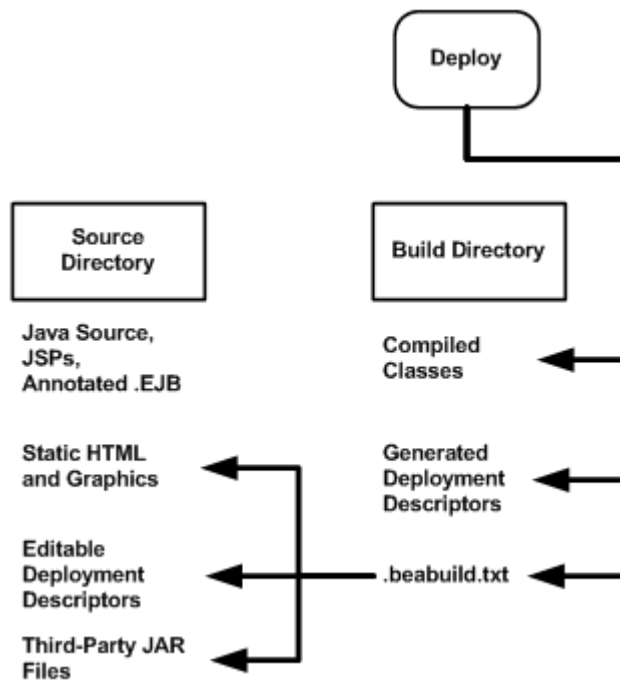 Deploy
Source
Directory
Build Directory
Java Source,
JSPs,
Annotated .EJB
Compiled
Classes
Static HTML
and Graphics
Generated
Deployment
Descriptors
Editable
Deployment
Descriptors
.beabuild.txt
Third-Party JAR
Files